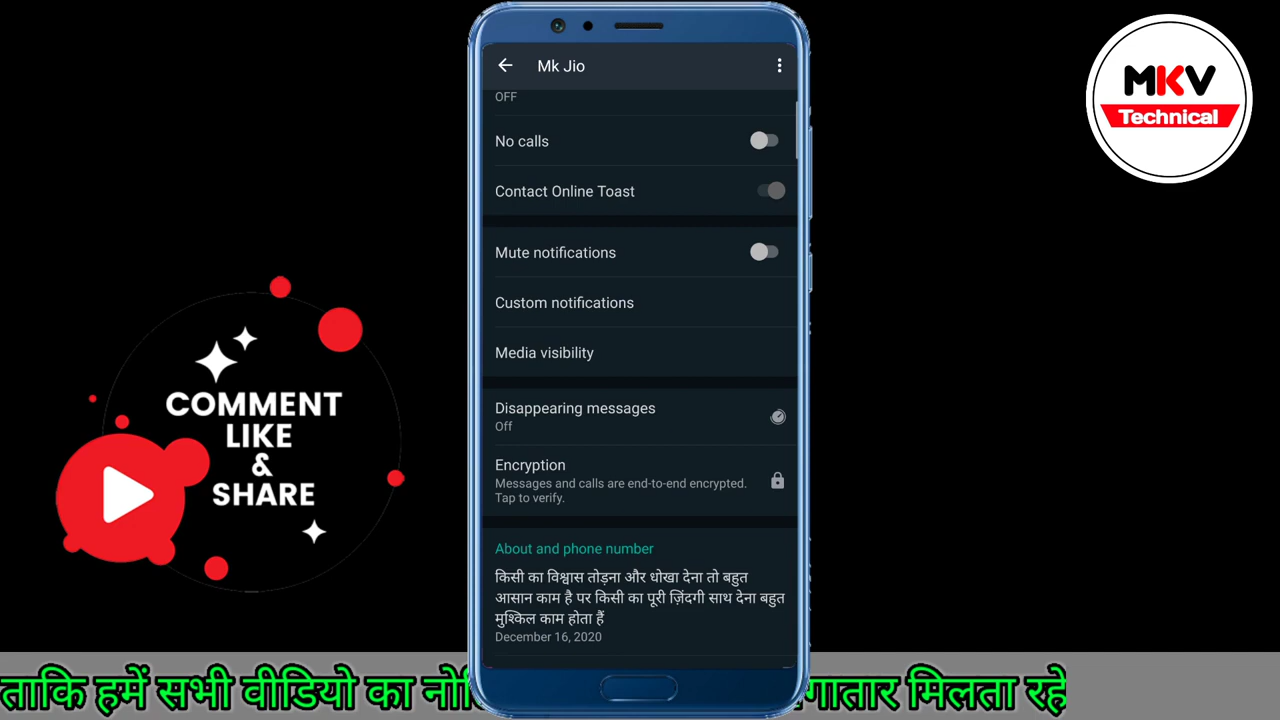 Mk Jio
OFF
No calls
Contact Online Toast
Mute notifications
Custom notifications
Media visibility
Disappearing messages
Off
Encryption
Messages and calls are end-to-end encrypted.
Tap to verify.
About and phone number
किसी का विश्वास तोड़ना और धोखा देना तो बहुत
आसान काम है पर किसी का पूरी ज़िंदगी साथ देना बहुत
मुश्किल काम होता हैं
December 16, 2020
MKV
Technical
COMMENT
LIKE
&
SHARE
ताकि हमें सभी वीडियो का मिलता रहे